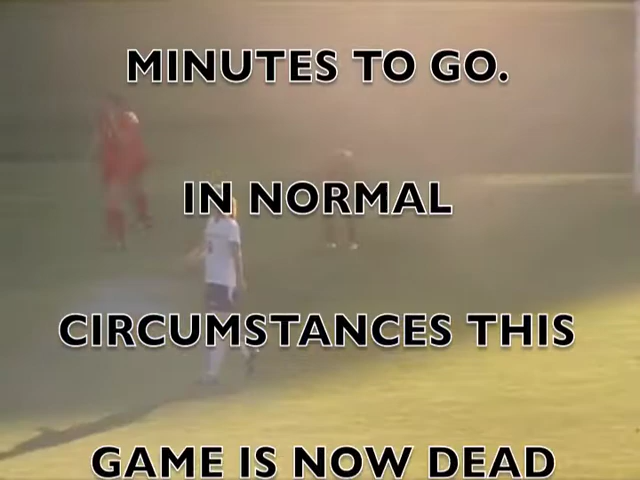 MINUTES TO GO.
IN NORMAL
CIRCUMSTANCES THIS
GAME IS NOW DEAD